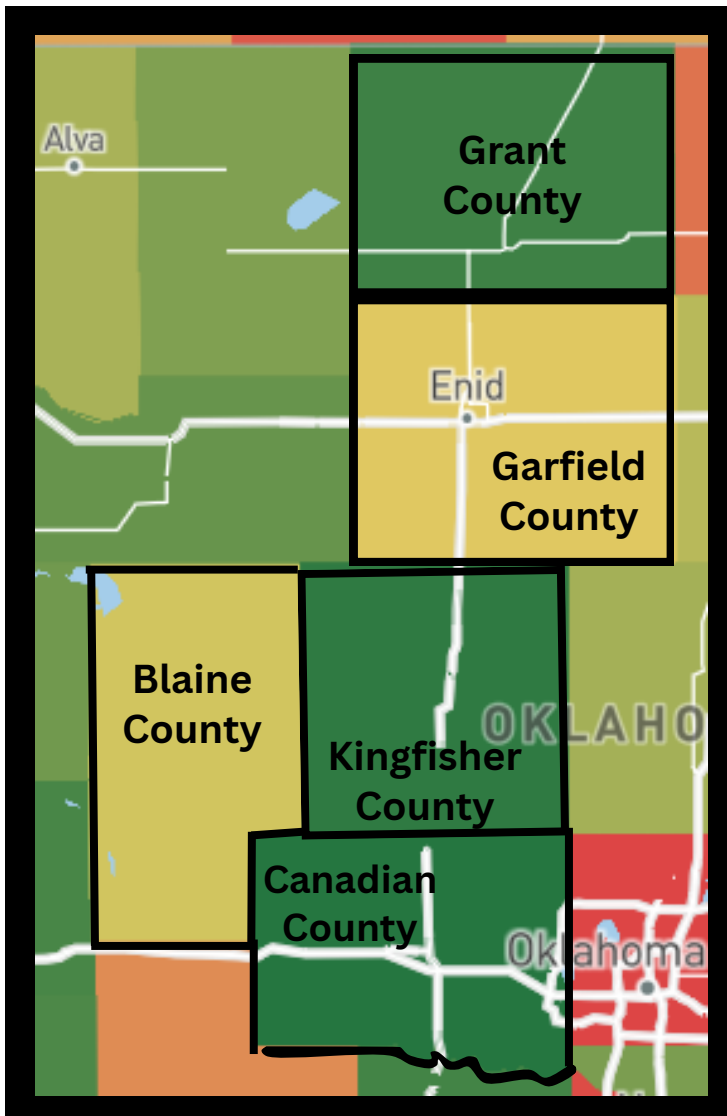 Alva
Grant
County
Enid
Garfield
County
Blaine
County
OKLAHO
Kingfisher
County
Canadian
County
Oklahoma